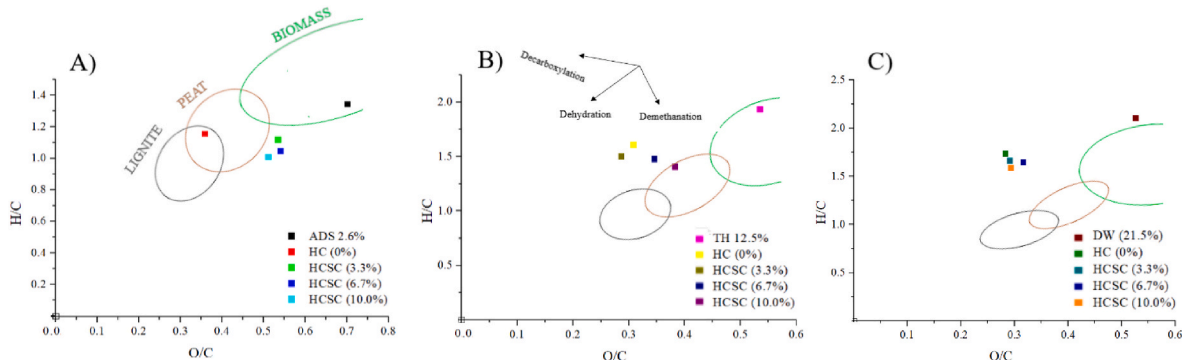 A)
BIOMASS
PEAT
LIGNITE
H/C
1.4
1.2
1.0
0.8
0.6
0.4
0.2
0.0
ADS 2.6%
HC (0%)
HCSC (3.3%)
HCSC (6.7%)
HCSC (10.0%)
0.0 0.1 0.2 0.3 0.4 0.5 0.6 0.7 0.8
O/C
B)
Decarboxylation
Dehydration
Demethanation
H/C
2.0
1.5
1.0
0.5
TH 12.5%
HC (0%)
HCSC (3.3%)
HCSC (6.7%)
HCSC (10.0%)
0.1 0.2 0.3 0.4 0.5 0.6
O/C
C)
H/C
2.5
2.0
1.5
1.0
0.5
DW (21.5%)
HC (0%)
HCSC (3.3%)
HCSC (6.7%)
HCSC (10.0%)
0.1 0.2 0.3 0.4 0.5 0.6
O/C